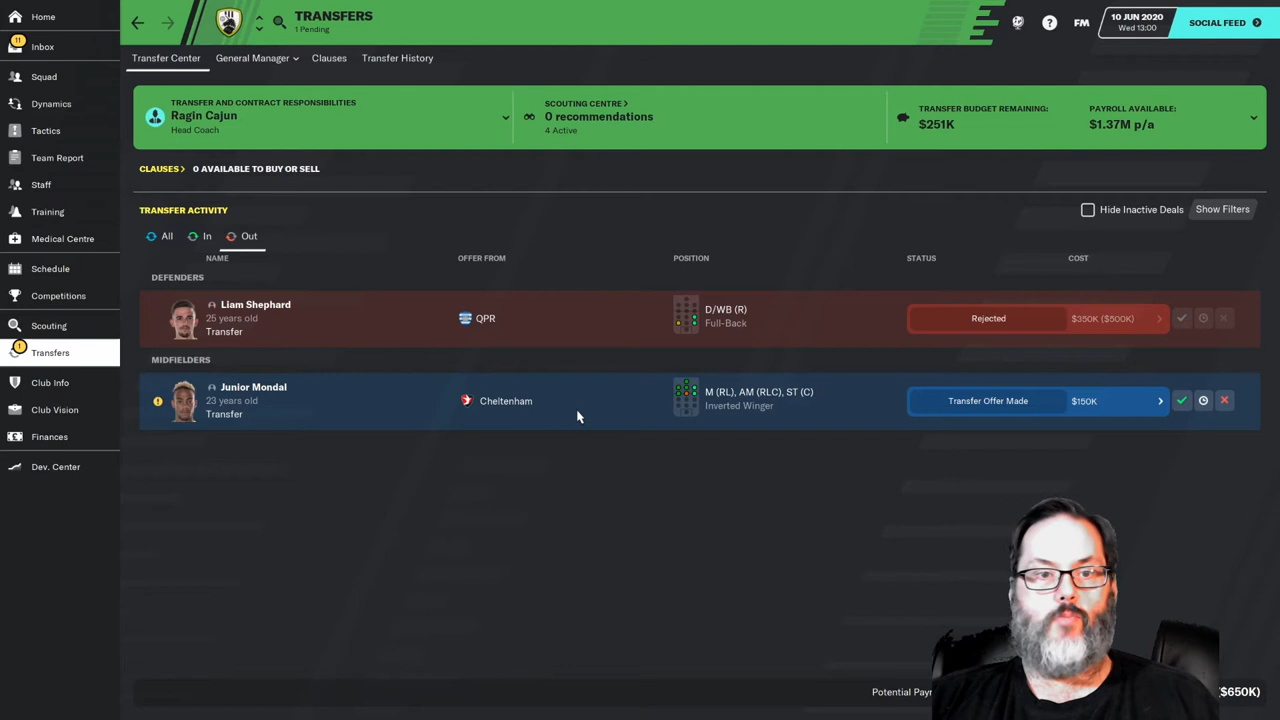 Home
TRANSFERS
1 Pending
FM
10 JUN 2020
Wed 13:00
SOCIAL FEED
11
Inbox
Squad
Dynamics
Tactics
Team Report
Staff
Training
Medical Centre
Schedule
Competitions
Scouting
1
Transfers
Club Info
Club Vision
Finances
Dev. Center
Transfer Center
General Manager
Clauses
Transfer History
TRANSFER AND CONTRACT RESPONSIBILITIES
Ragin Cajun
Head Coach
SCOUTING CENTRE >
0 recommendations
4 Active
TRANSFER BUDGET REMAINING:
$251K
PAYROLL AVAILABLE:
$1.37M p/a
CLAUSES > 0 AVAILABLE TO BUY OR SELL
TRANSFER ACTIVITY
Hide Inactive Deals
Show Filters
All In Out
NAME OFFER FROM POSITION STATUS COST
DEFENDERS
Liam Shephard
25 years old
Transfer
QPR
D/WB (R)
Full-Back
Rejected
$350K ($500K)
MIDFIELDERS
Junior Mondal
23 years old
Transfer
Cheltenham
M (RL), AM (RLC), ST (C)
Inverted Winger
Transfer Offer Made
$150K
Potential
($650K)